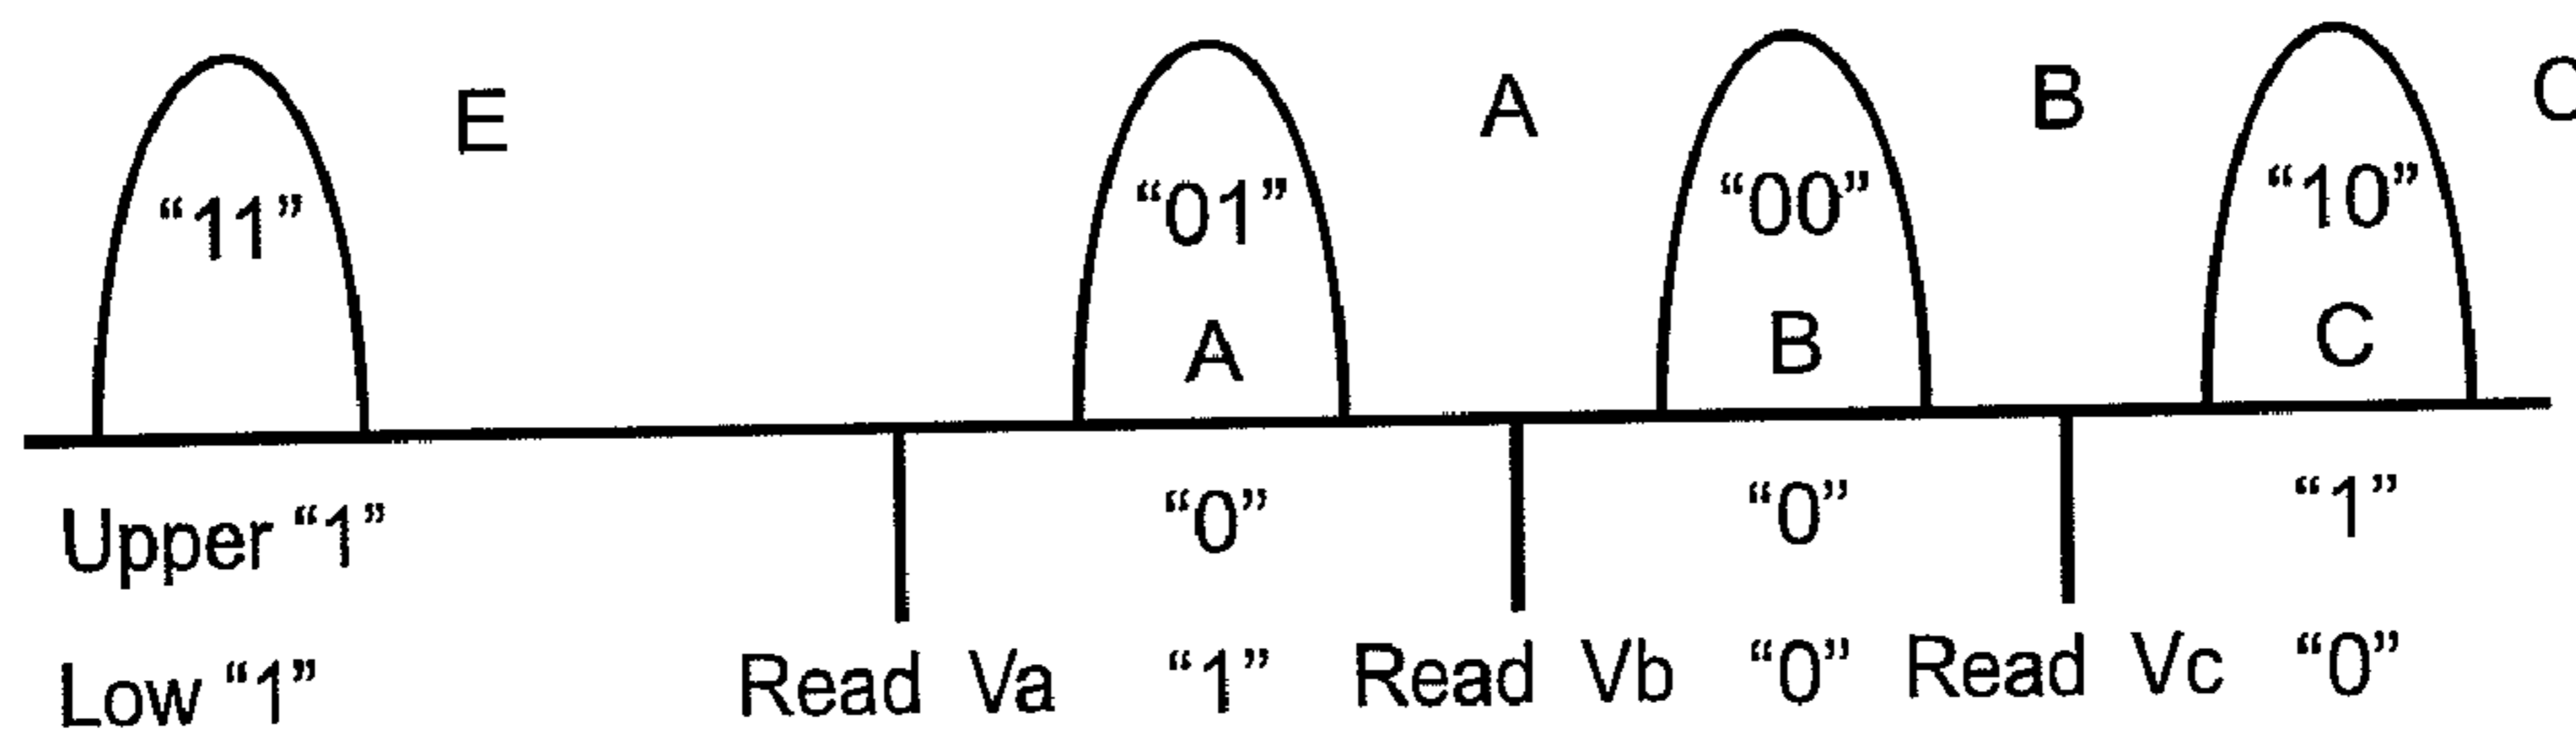 E A B C
“11” “01” “00” “10”
A B C
Upper “1” “0” “0” “1”
Low “1” Read Va “1” Read Vb “0” Read Vc “0”